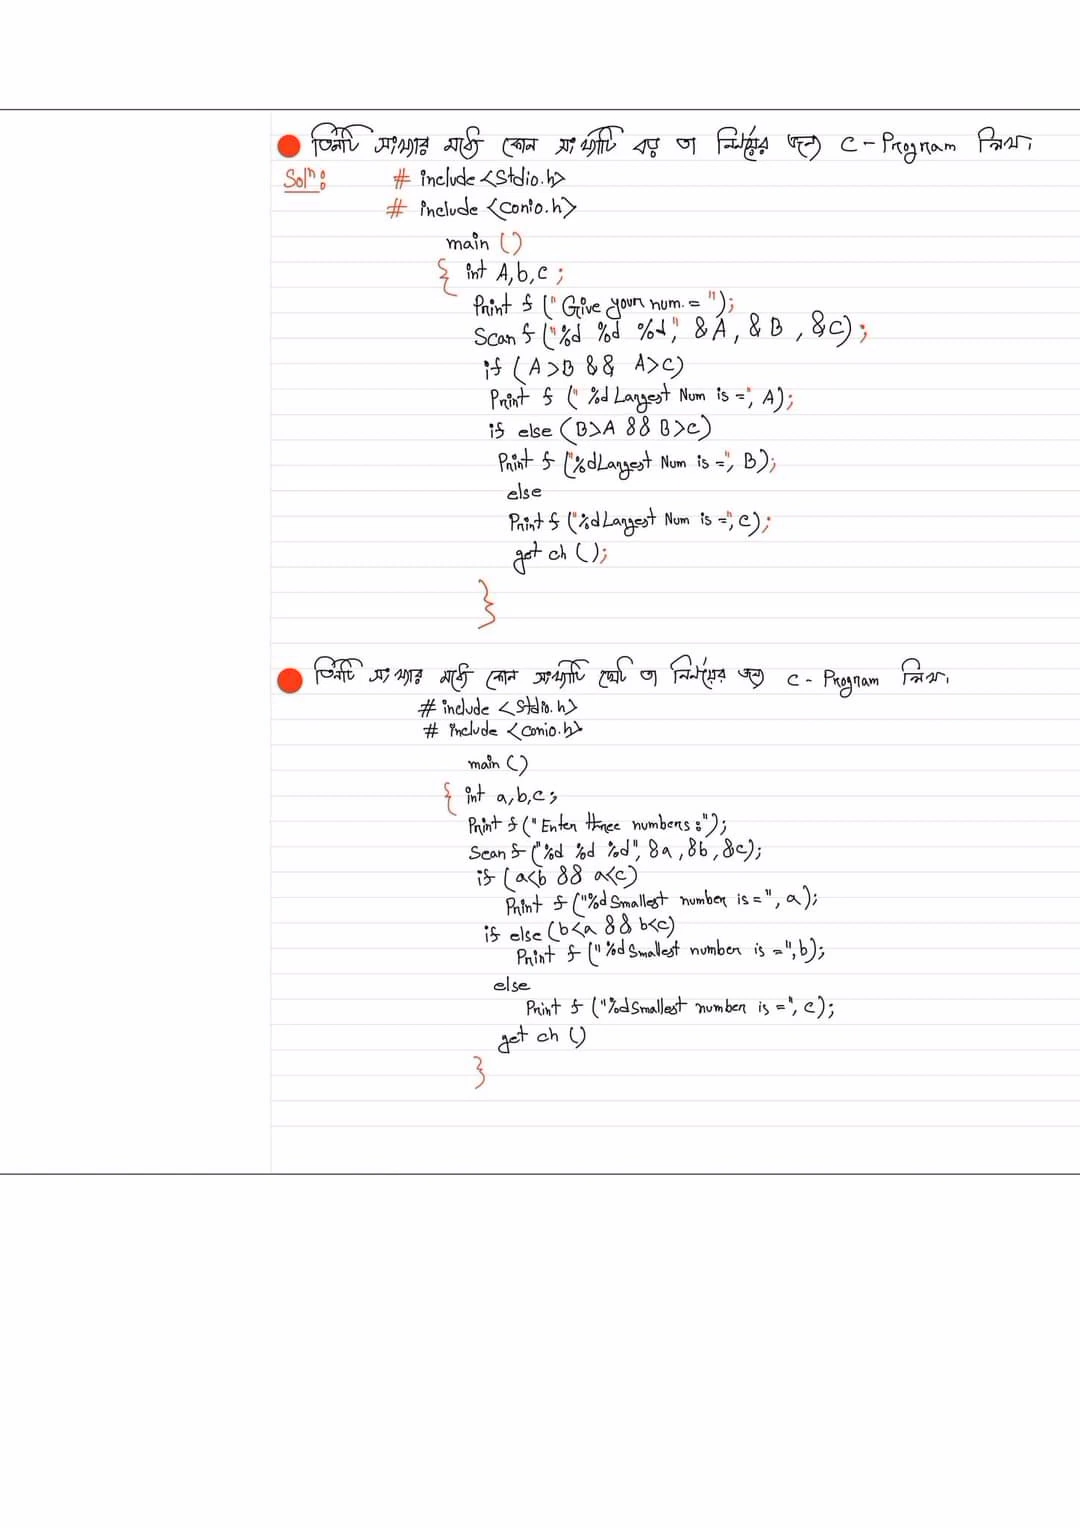 তিনটি সংখ্যার মধ্যে কোন সংখ্যাটি বড় তা নির্ণয়ের জন্য C - Program লিখ।
Solⁿ: # include <Stdio.h>
# include <Conio.h>
main ()
{ int A,b,c ;
Print f (" Give your num. = ");
Scan f ("%d %d %d", & A, & B , &C);
if ( A>B && A>C)
Print f (" %d Largest Num is =", A);
if else (B>A && B>C)
Print f ("%d Largest Num is =", B);
else
Print f ("%d Largest Num is =", C);
get ch ();
}
তিনটি সংখ্যার মধ্যে কোন সংখ্যাটি ছোট তা নির্ণয়ের জন্য C - Program লিখ।
# include <Stdio.h>
# include <Conio.h>
main ()
{ int a,b,c;
Print f (" Enter three numbers :");
Scan f ("%d %d %d", &a, &b, &c);
if (a<b && a<c)
Print f ("%d Smallest number is = ", a);
if else (b<a && b<c)
Print f ("%d Smallest number is =", b);
else
Print f ("%d Smallest number is =", c);
get ch ()
}